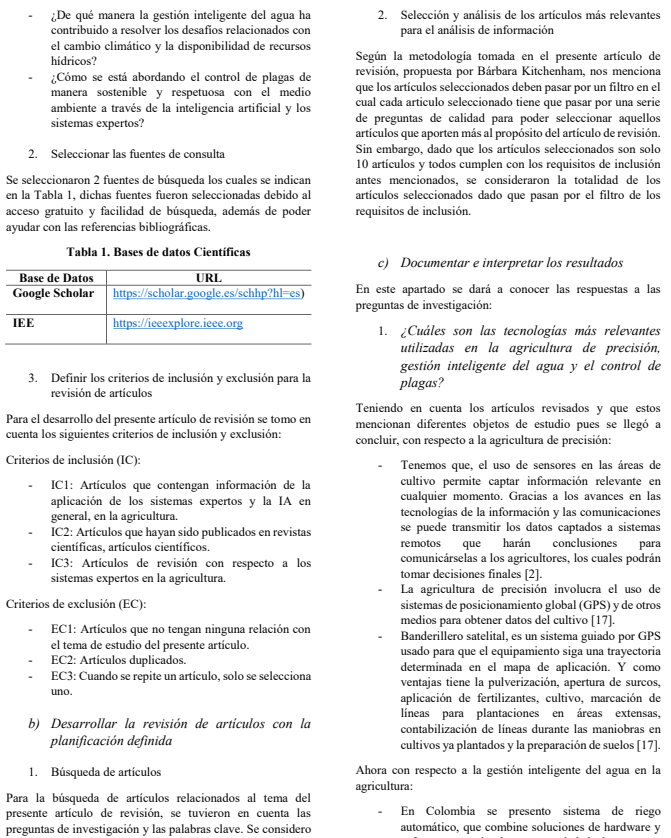 - ¿De qué manera la gestión inteligente del agua ha
contribuido a resolver los desafíos relacionados con
el cambio climático y la disponibilidad de recursos
hídricos?
- ¿Cómo se está abordando el control de plagas de
manera sostenible y respetuosa con el medio
ambiente a través de la inteligencia artificial y los
sistemas expertos?
2. Seleccionar las fuentes de consulta
Se seleccionaron 2 fuentes de búsqueda los cuales se indican
en la Tabla 1, dichas fuentes fueron seleccionadas debido al
acceso gratuito y facilidad de búsqueda, además de poder
ayudar con las referencias bibliográficas.
Tabla 1. Bases de datos Científicas
Base de Datos URL
Google Scholar https://scholar.google.es/schhp?hl=es)
IEE https://ieeexplore.ieee.org
3. Definir los criterios de inclusión y exclusión para la
revisión de artículos
Para el desarrollo del presente artículo de revisión se tomo en
cuenta los siguientes criterios de inclusión y exclusión:
Criterios de inclusión (IC):
- IC1: Artículos que contengan información de la
aplicación de los sistemas expertos y la IA en
general, en la agricultura.
- IC2: Artículos que hayan sido publicados en revistas
científicas, artículos científicos.
- IC3: Artículos de revisión con respecto a los
sistemas expertos en la agricultura.
Criterios de exclusión (EC):
- EC1: Artículos que no tengan ninguna relación con
el tema de estudio del presente artículo.
- EC2: Artículos duplicados.
- EC3: Cuando se repite un artículo, solo se selecciona
uno.
b) Desarrollar la revisión de artículos con la
planificación definida
1. Búsqueda de artículos
Para la búsqueda de artículos relacionados al tema del
presente artículo de revisión, se tuvieron en cuenta las
preguntas de investigación y las palabras clave. Se considero
2. Selección y análisis de los artículos más relevantes
para el análisis de información
Según la metodología tomada en el presente artículo de
revisión, propuesta por Bárbara Kitchenham, nos menciona
que los artículos seleccionados deben pasar por un filtro en el
cual cada articulo seleccionado tiene que pasar por una serie
de preguntas de calidad para poder seleccionar aquellos
artículos que aporten más al propósito del artículo de revisión.
Sin embargo, dado que los artículos seleccionados son solo
10 artículos y todos cumplen con los requisitos de inclusión
antes mencionados, se consideraron la totalidad de los
artículos seleccionados dado que pasan por el filtro de los
requisitos de inclusión.
c) Documentar e interpretar los resultados
En este apartado se dará a conocer las respuestas a las
preguntas de investigación:
1. ¿Cuáles son las tecnologías más relevantes
utilizadas en la agricultura de precisión,
gestión inteligente del agua y el control de
plagas?
Teniendo en cuenta los artículos revisados y que estos
mencionan diferentes objetos de estudio pues se llegó a
concluir, con respecto a la agricultura de precisión:
- Tenemos que, el uso de sensores en las áreas de
cultivo permite captar información relevante en
cualquier momento. Gracias a los avances en las
tecnologías de la información y las comunicaciones
se puede transmitir los datos captados a sistemas
remotos que harán conclusiones para
comunicárselas a los agricultores, los cuales podrán
tomar decisiones finales [2].
- La agricultura de precisión involucra el uso de
sistemas de posicionamiento global (GPS) y de otros
medios para obtener datos del cultivo [17].
- Banderillero satelital, es un sistema guiado por GPS
usado para que el equipamiento siga una trayectoria
determinada en el mapa de aplicación. Y como
ventajas tiene la pulverización, apertura de surcos,
aplicación de fertilizantes, cultivo, marcación de
líneas para plantaciones en áreas extensas,
contabilización de líneas durante las maniobras en
cultivos ya plantados y la preparación de suelos [17].
Ahora con respecto a la gestión inteligente del agua en la
agricultura:
- En Colombia se presento sistema de riego
automático, que combine soluciones de hardware y